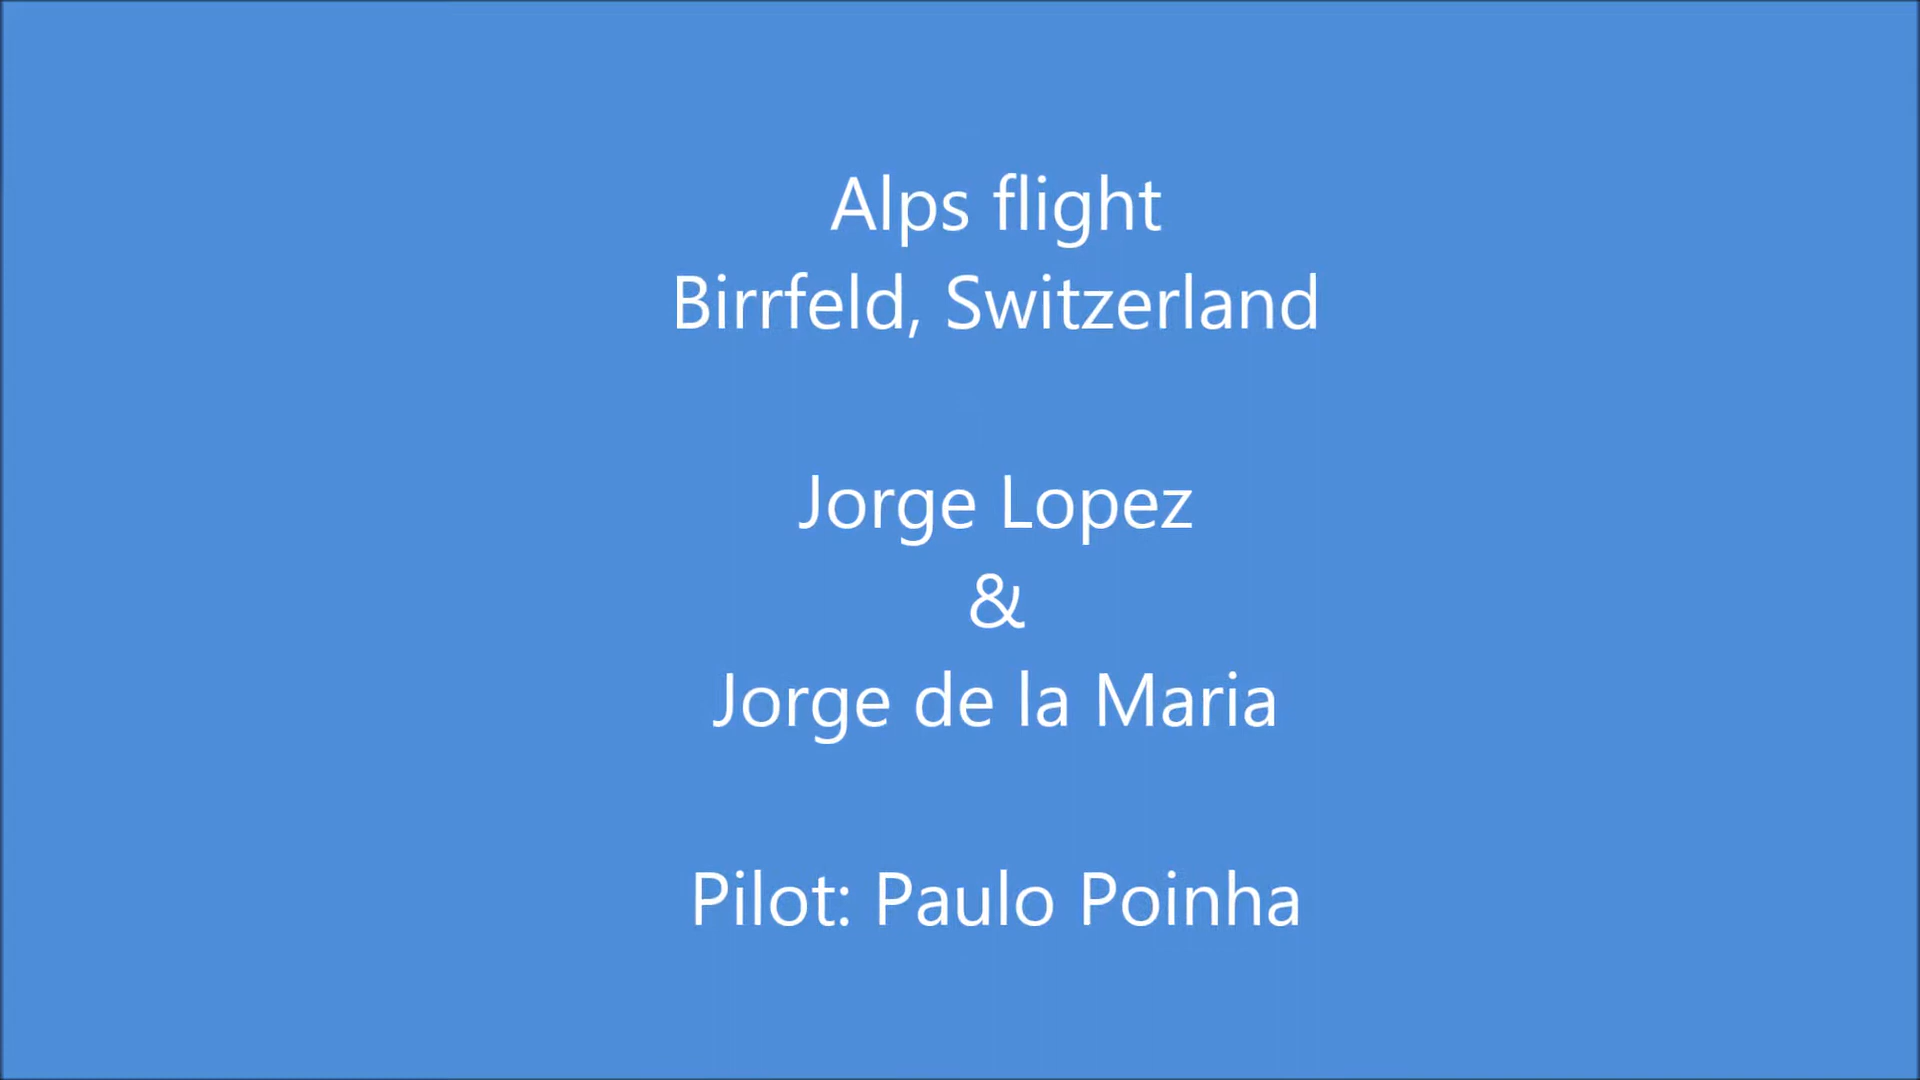 Alps flight
Birrfeld, Switzerland
Jorge Lopez
&
Jorge de la Maria
Pilot: Paulo Poinha